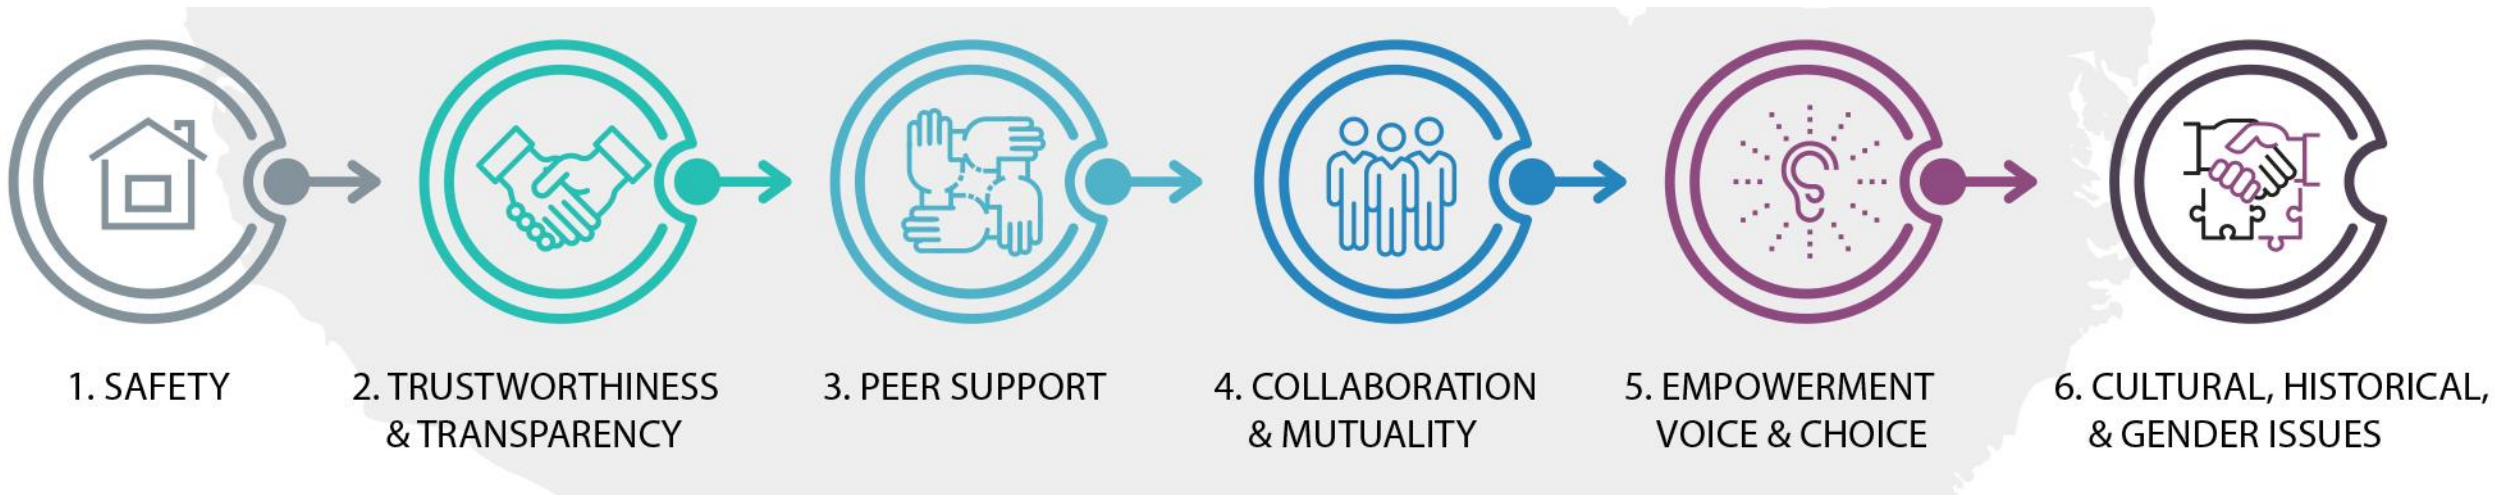 1. SAFETY
2. TRUSTWORTHINESS
& TRANSPARENCY
3. PEER SUPPORT
4. COLLABORATION
& MUTUALITY
5. EMPOWERMENT
VOICE & CHOICE
6. CULTURAL, HISTORICAL,
& GENDER ISSUES